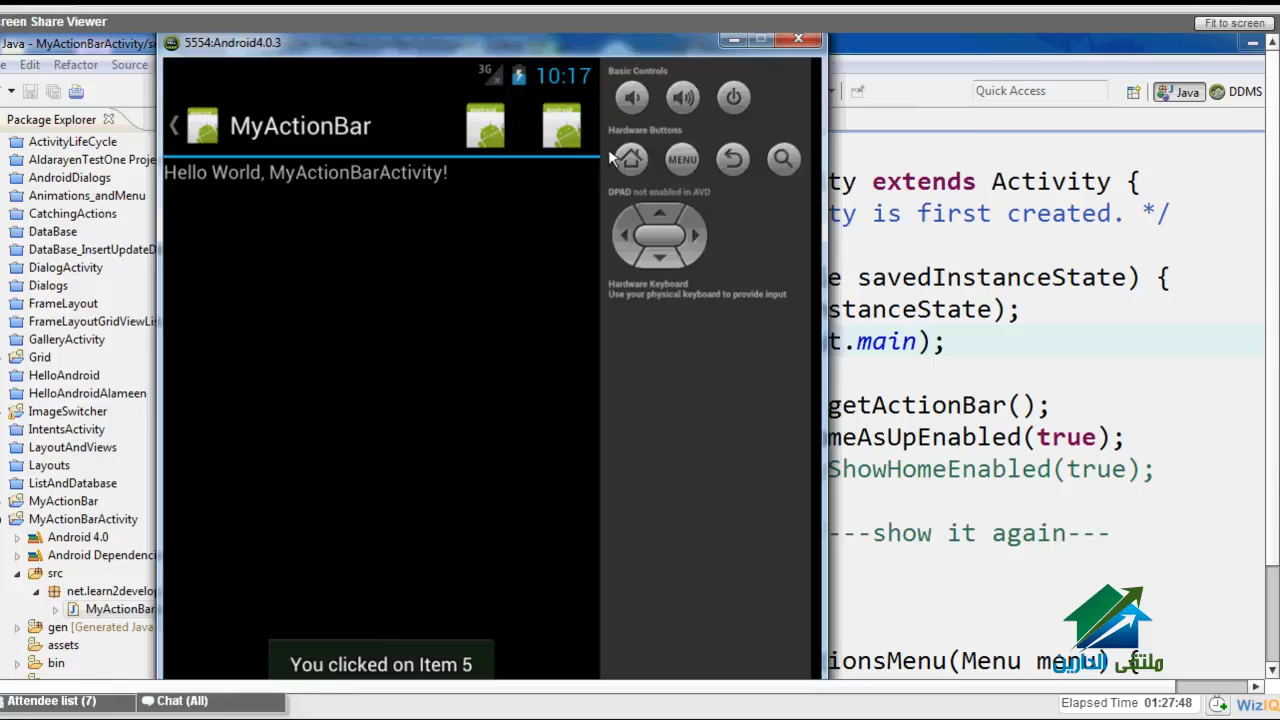 creen Share Viewer
Fit to screen
Java - MyActionBarActivity/s
5554:Android4.0.3
Edit Refactor Source
Quick Access
Java
DDMS
Package Explorer
ActivityLifeCycle
AldarayenTestOne Proje
AndroidDialogs
Animations_andMenu
CatchingActions
DataBase
DataBase_InsertUpdateD
DialogActivity
Dialogs
FrameLayout
FrameLayoutGridViewLis
GalleryActivity
Grid
HelloAndroid
HelloAndroidAlameen
ImageSwitcher
IntentsActivity
LayoutAndViews
Layouts
ListAndDatabase
MyActionBar
MyActionBarActivity
Android 4.0
Android Dependenci
src
net.learn2develo
MyActionBar
gen [Generated Java
assets
bin
3G
10:17
MyActionBar
Hello World, MyActionBarActivity!
You clicked on Item 5
Basic Controls
Hardware Buttons
MENU
DPAD not enabled in AVD
Hardware Keyboard
Use your physical keyboard to provide input
ty extends Activity {
ty is first created. */
e savedInstanceState) {
stanceState);
t.main);
getActionBar();
meAsUpEnabled(true);
ShowHomeEnabled(true);
---show it again---
ionsMenu(Menu menu) {
ملتقى الدارين
Attendee list (7)
Chat (All)
Elapsed Time 01:27:48
WizIQ